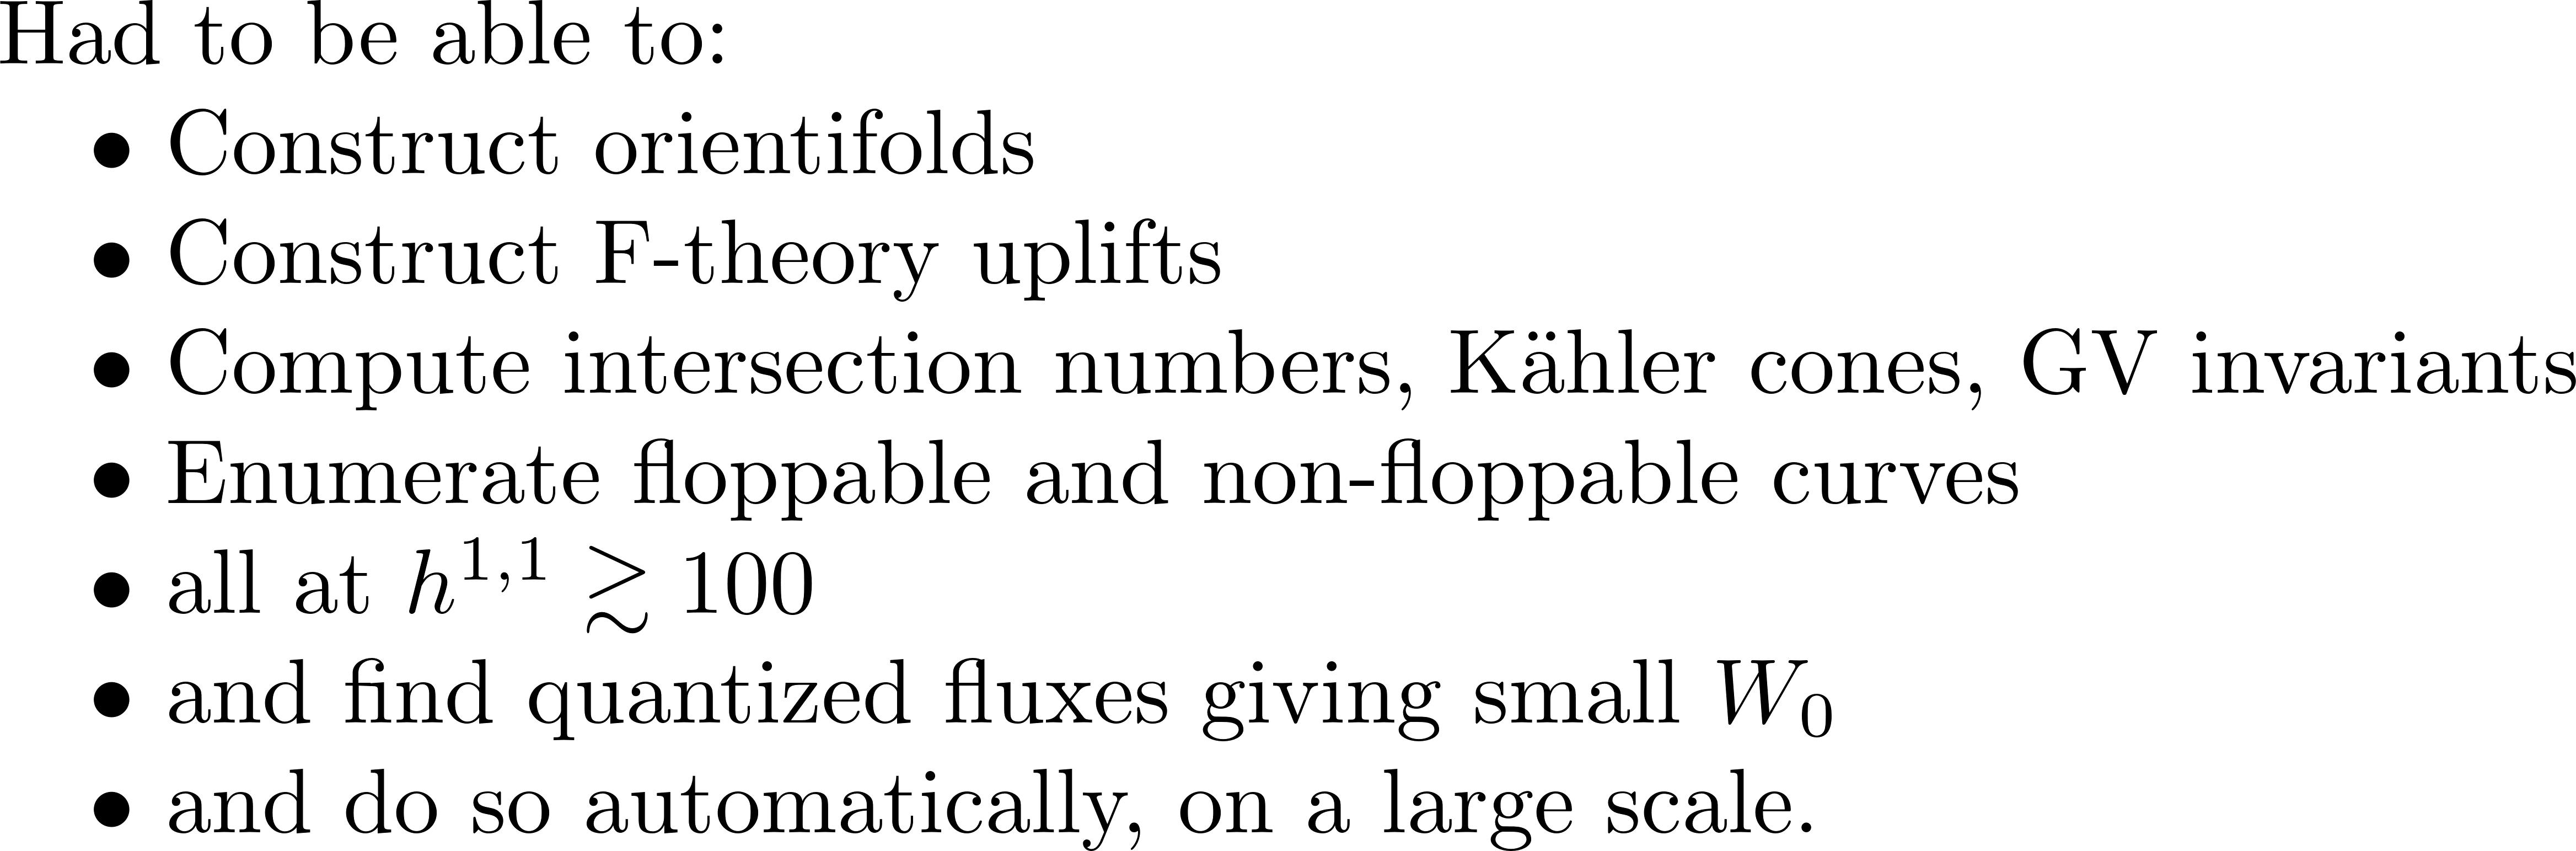 Had to be able to:
• Construct orientifolds
• Construct F-theory uplifts
• Compute intersection numbers, Kähler cones, GV invariants
• Enumerate floppable and non-floppable curves
• all at $h^{1,1} \gtrsim 100$
• and find quantized fluxes giving small $W_0$
• and do so automatically, on a large scale.